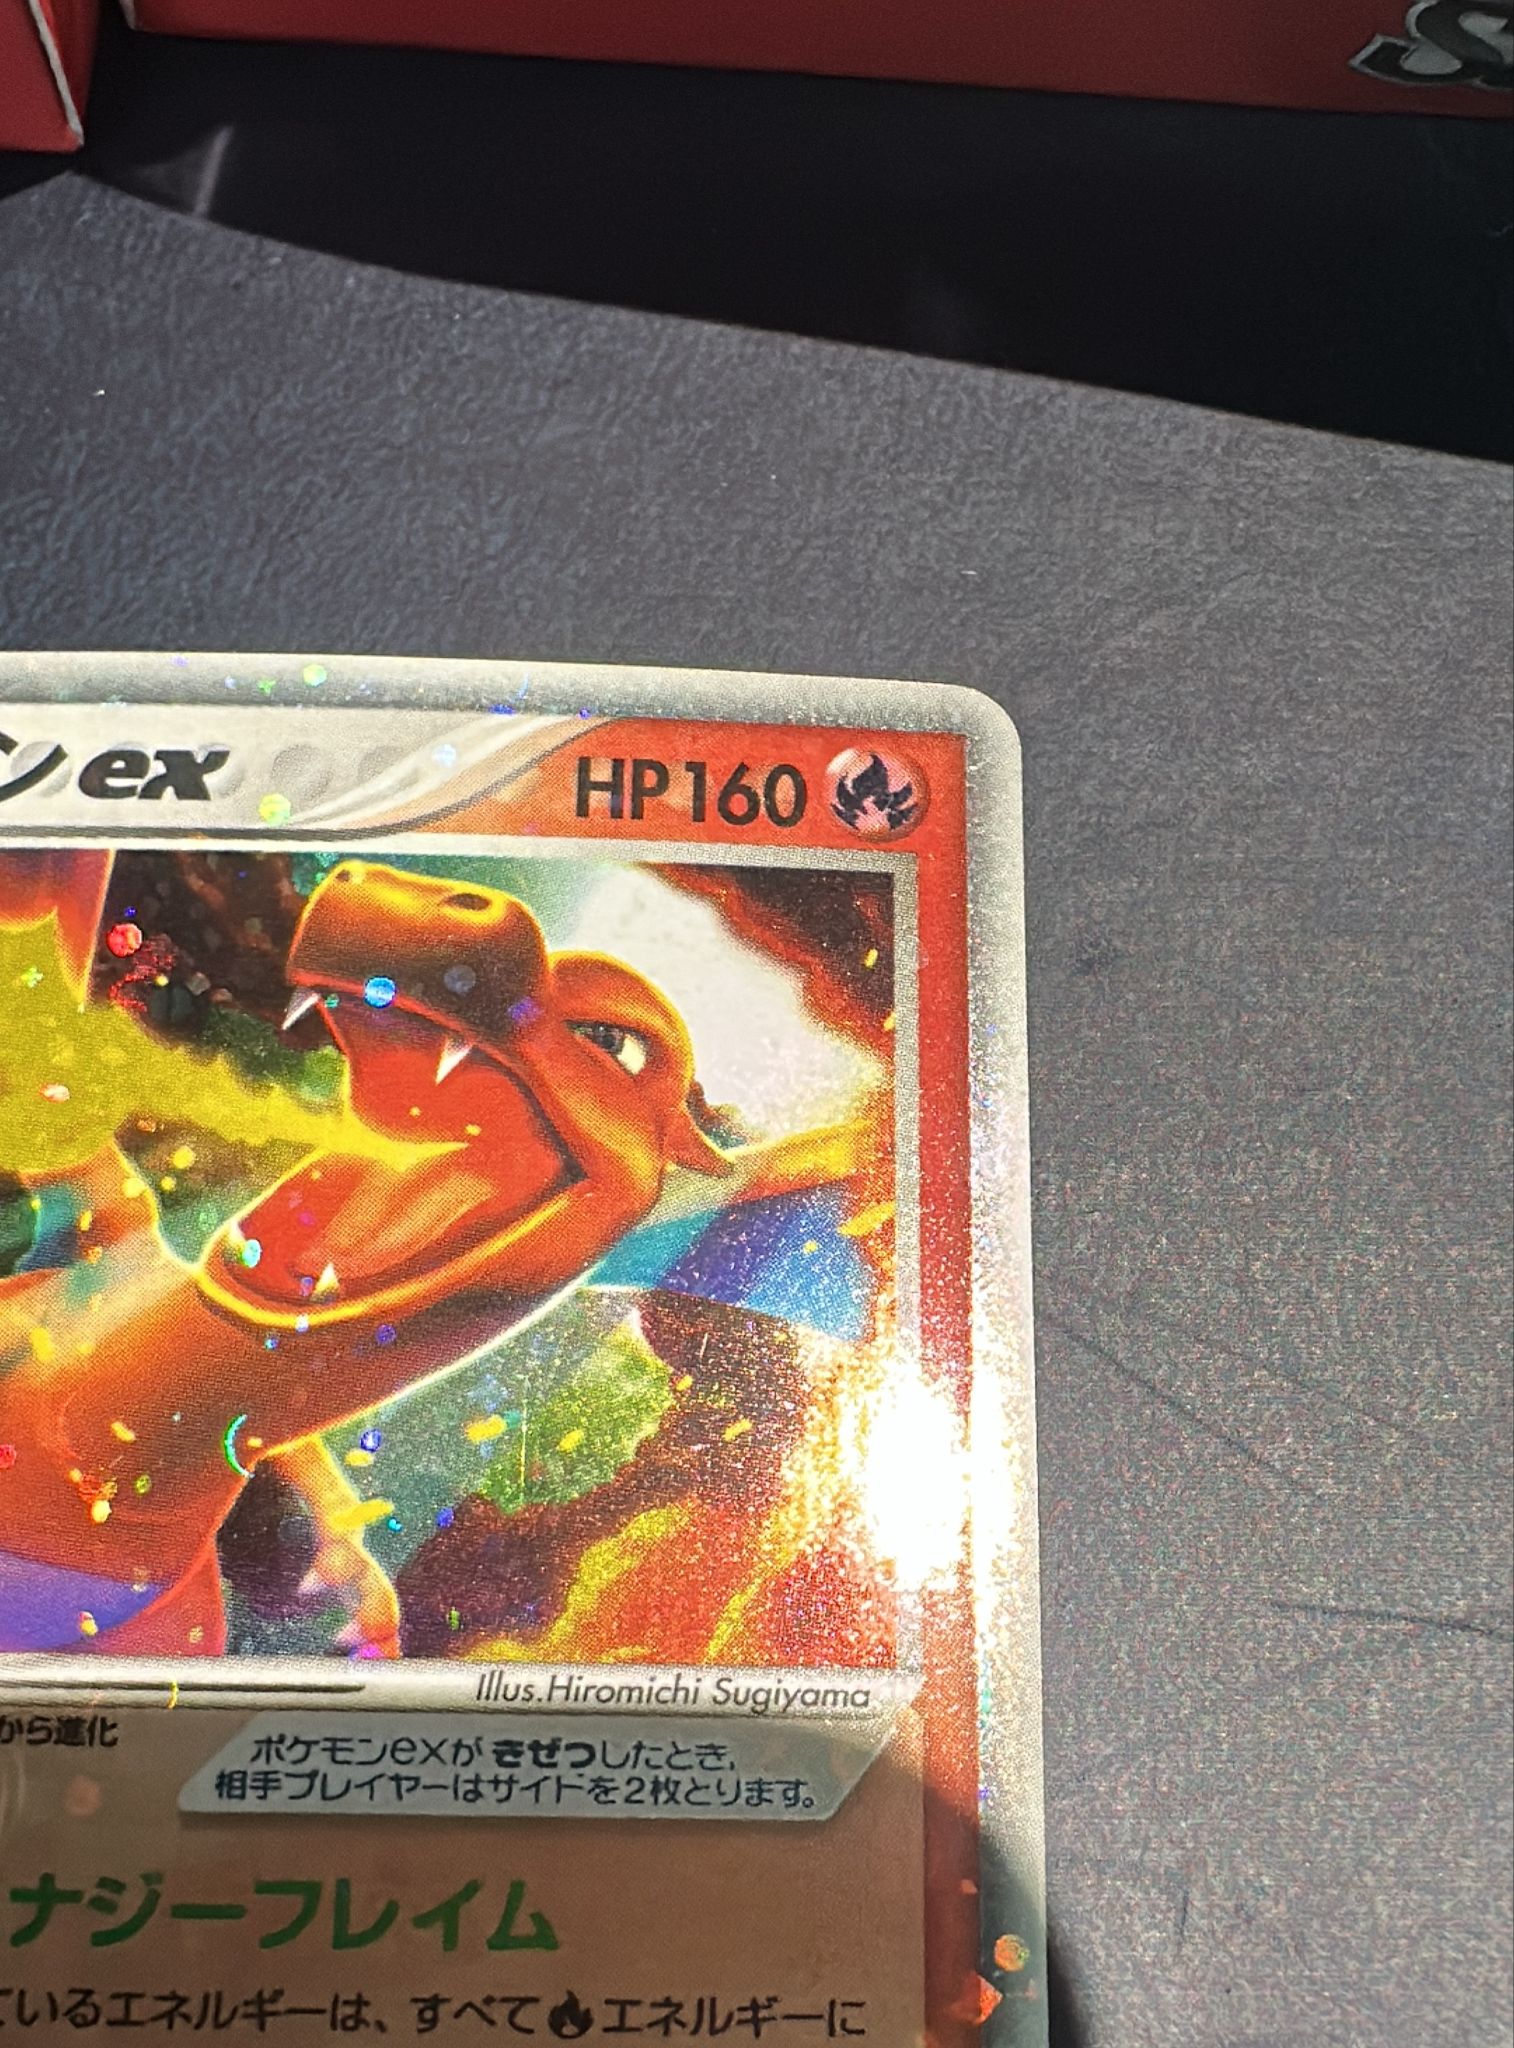 ン ex HP160
Illus.Hiromichi Sugiyama
から進化
ポケモンexが きぜつしたとき、
相手プレイヤーはサイドを2枚とります。
ナジーフレイム
ているエネルギーは、すべて エネルギーに